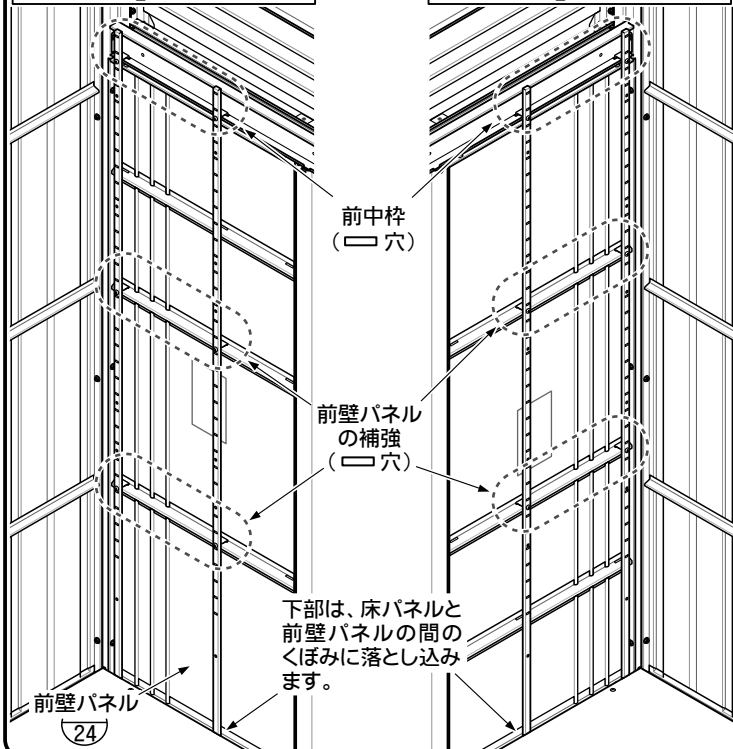 前中枠
（▭穴）
前壁パネル
の補強
（▭穴）
下部は、床パネルと
前壁パネルの間の
くぼみに落とし込み
ます。
前壁パネル
24